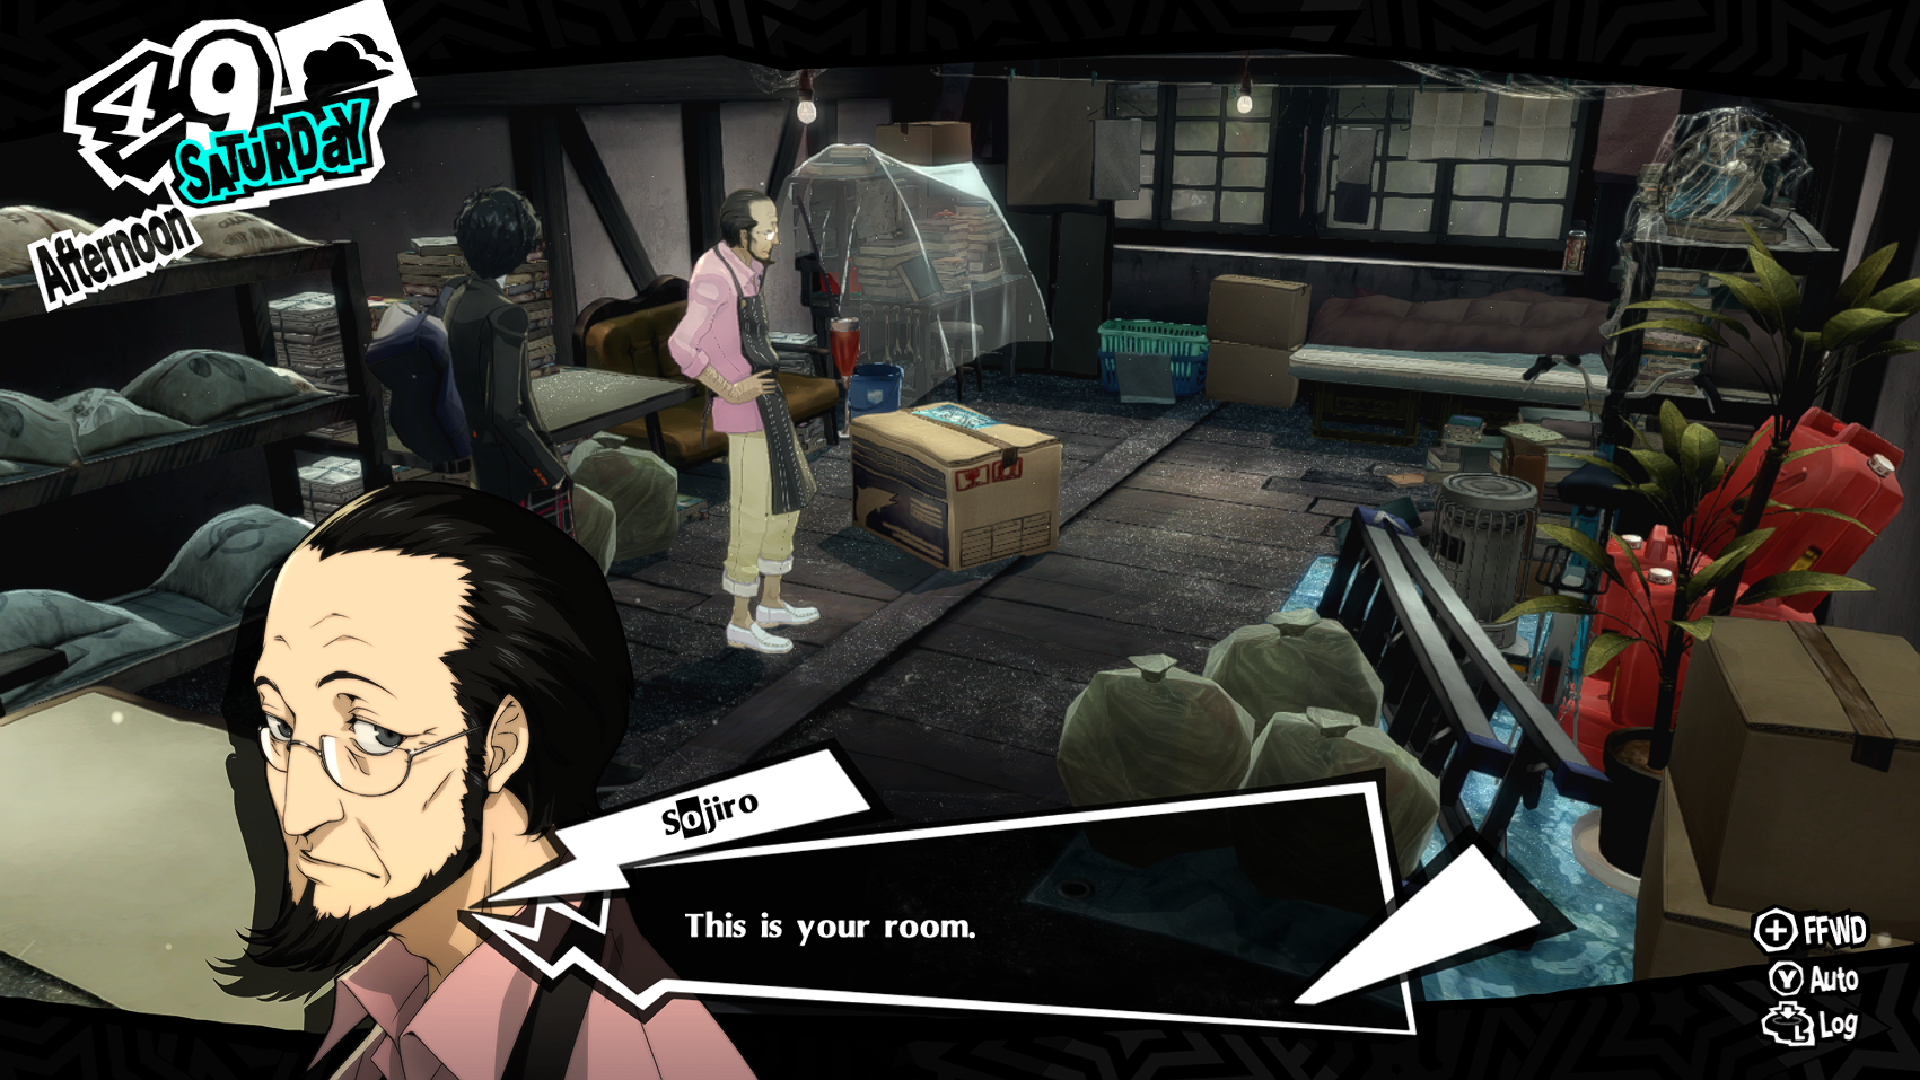 4 9
SATURDAY
Afternoon
Sojiro
This is your room.
+ FFWD
Y Auto
L Log